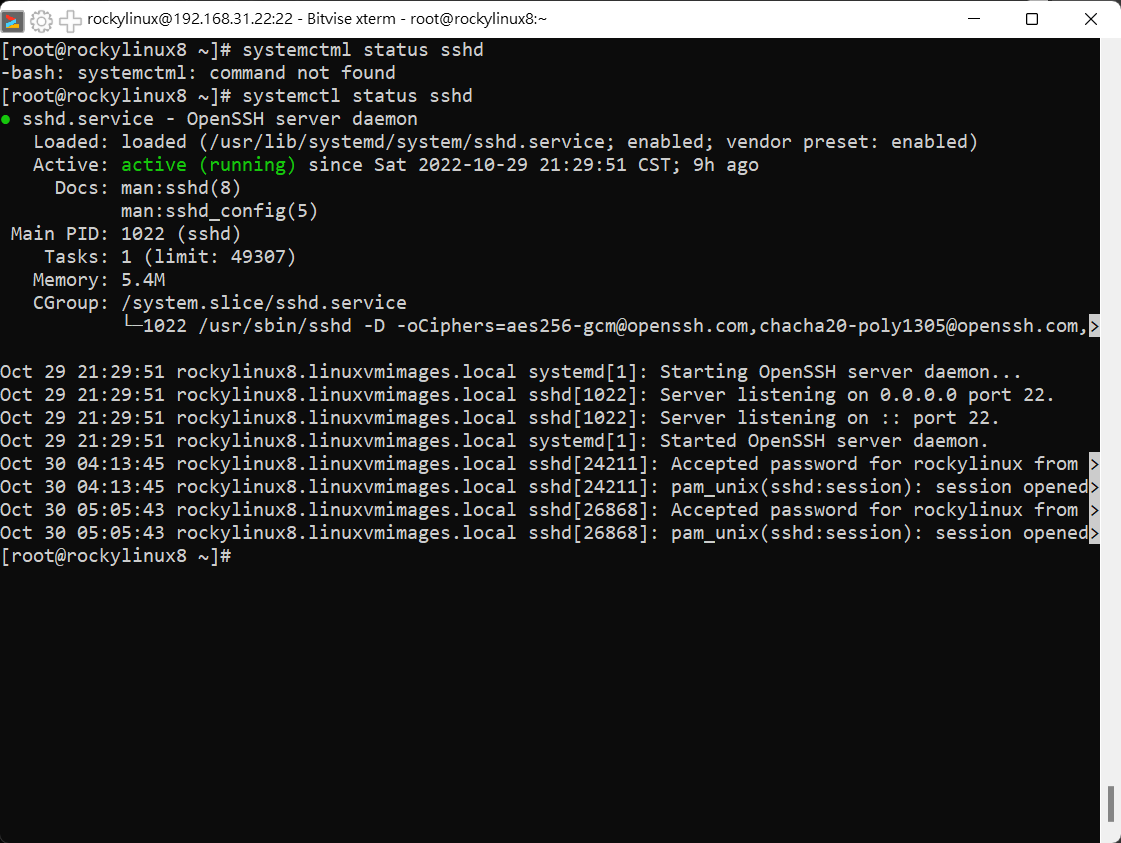 rockylinux@192.168.31.22:22 - Bitvise xterm - root@rockylinux8:~
[root@rockylinux8 ~]# systemctml status sshd
-bash: systemctml: command not found
[root@rockylinux8 ~]# systemctl status sshd
● sshd.service - OpenSSH server daemon
   Loaded: loaded (/usr/lib/systemd/system/sshd.service; enabled; vendor preset: enabled)
   Active: active (running) since Sat 2022-10-29 21:29:51 CST; 9h ago
     Docs: man:sshd(8)
           man:sshd_config(5)
 Main PID: 1022 (sshd)
    Tasks: 1 (limit: 49307)
   Memory: 5.4M
   CGroup: /system.slice/sshd.service
           └─1022 /usr/sbin/sshd -D -oCiphers=aes256-gcm@openssh.com,chacha20-poly1305@openssh.com,>
Oct 29 21:29:51 rockylinux8.linuxvmimages.local systemd[1]: Starting OpenSSH server daemon...
Oct 29 21:29:51 rockylinux8.linuxvmimages.local sshd[1022]: Server listening on 0.0.0.0 port 22.
Oct 29 21:29:51 rockylinux8.linuxvmimages.local sshd[1022]: Server listening on :: port 22.
Oct 29 21:29:51 rockylinux8.linuxvmimages.local systemd[1]: Started OpenSSH server daemon.
Oct 30 04:13:45 rockylinux8.linuxvmimages.local sshd[24211]: Accepted password for rockylinux from >
Oct 30 04:13:45 rockylinux8.linuxvmimages.local sshd[24211]: pam_unix(sshd:session): session opened>
Oct 30 05:05:43 rockylinux8.linuxvmimages.local sshd[26868]: Accepted password for rockylinux from >
Oct 30 05:05:43 rockylinux8.linuxvmimages.local sshd[26868]: pam_unix(sshd:session): session opened>
[root@rockylinux8 ~]#